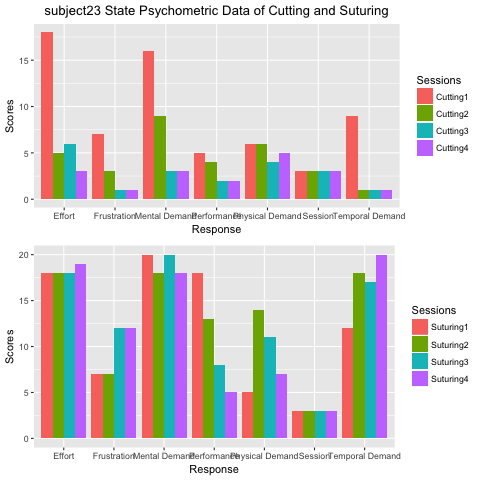 subject23 State Psychometric Data of Cutting and Suturing
Scores
15
10
5
0
Effort Frustration Mental Demand Performance Physical Demand Session Temporal Demand
Response
Sessions
Cutting1
Cutting2
Cutting3
Cutting4
Scores
20
15
10
5
0
Effort Frustration Mental Demand Performance Physical Demand Session Temporal Demand
Response
Sessions
Suturing1
Suturing2
Suturing3
Suturing4